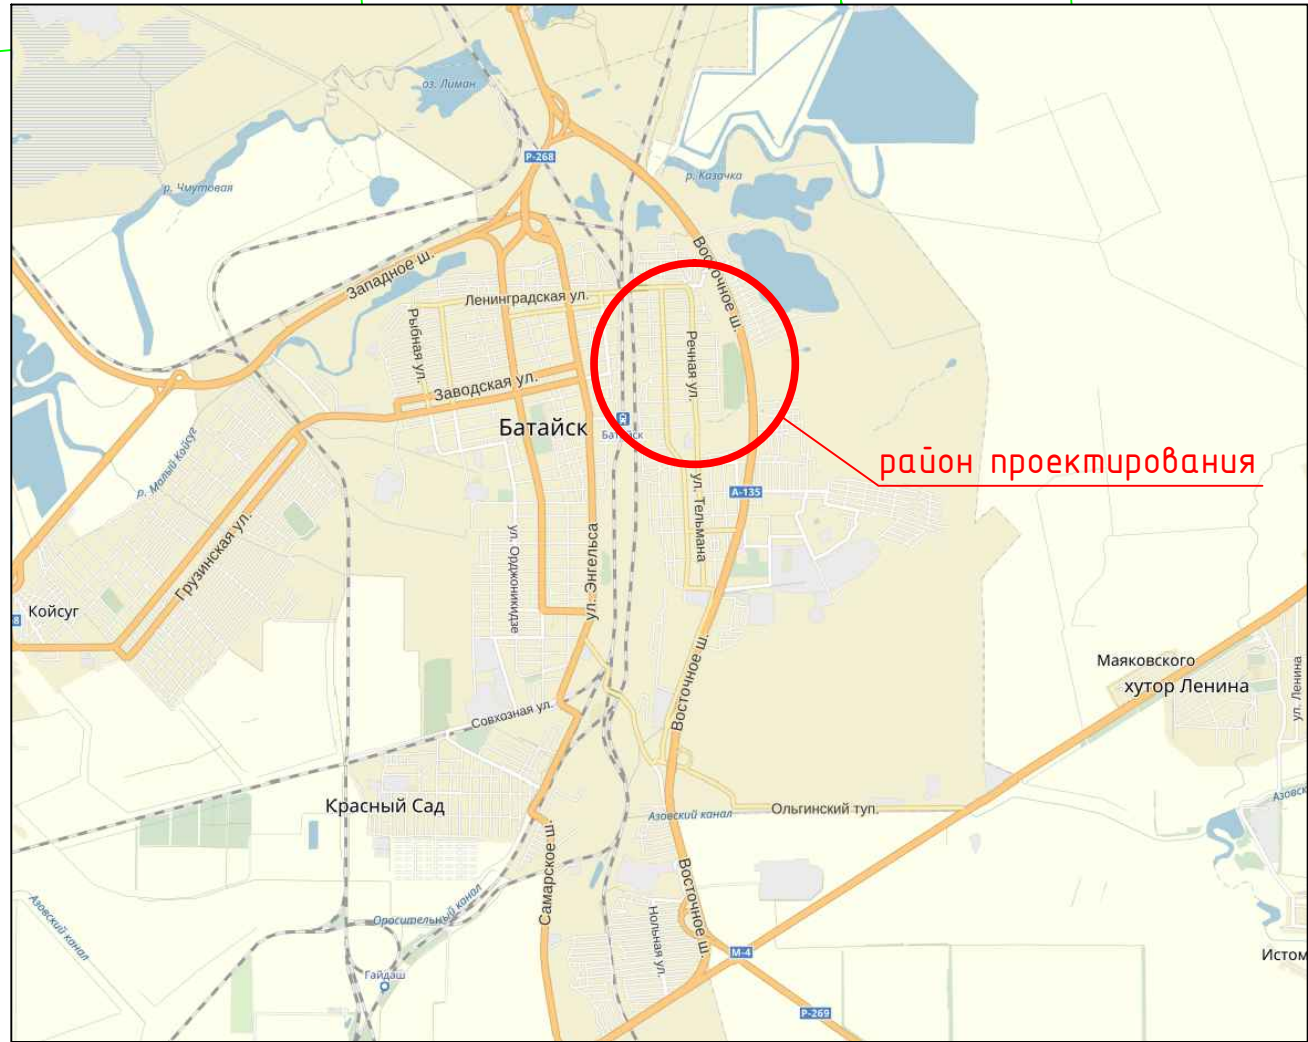 оз. Лиман
Р-268
р. Чмутовая
р. Казачка
Западное ш.
Восточное ш.
Ленинградская ул.
Рыбная ул.
Речная ул.
Заводская ул.
Батайск
Батайск
район проектирования
р. Малый Койсуг
А-135
ул. Тельмана
Грузинская ул.
ул. Орджоникидзе
ул. Энгельса
Койсуг
Восточное ш.
Маяковского
хутор Ленина
ул. Ленина
Совхозная ул.
Красный Сад
Азовский канал
Ольгинский туп.
Самарское ш.
Восточное ш.
Азовский канал
Оросительный канал
Нольная ул.
М-4
Гайдаш
Р-269